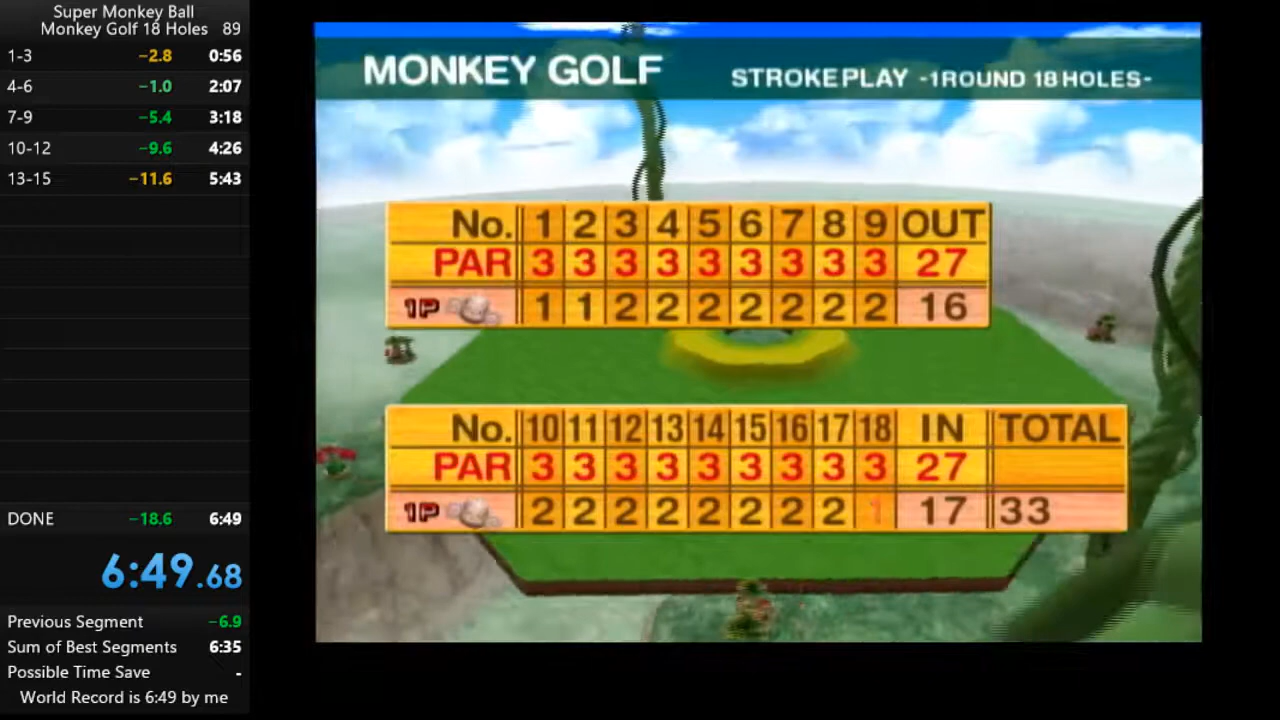 Super Monkey Ball
Monkey Golf 18 Holes 89
1-3 −2.8 0:56
4-6 −1.0 2:07
7-9 −5.4 3:18
10-12 −9.6 4:26
13-15 −11.6 5:43
DONE −18.6 6:49
6:49.68
Previous Segment −6.9
Sum of Best Segments 6:35
Possible Time Save -
World Record is 6:49 by me
MONKEY GOLF STROKEPLAY -1ROUND 18HOLES-
No. 1 2 3 4 5 6 7 8 9 OUT
PAR 3 3 3 3 3 3 3 3 3 27
1P 1 1 2 2 2 2 2 2 2 16
No. 10 11 12 13 14 15 16 17 18 IN TOTAL
PAR 3 3 3 3 3 3 3 3 3 27
1P 2 2 2 2 2 2 2 2 1 17 33